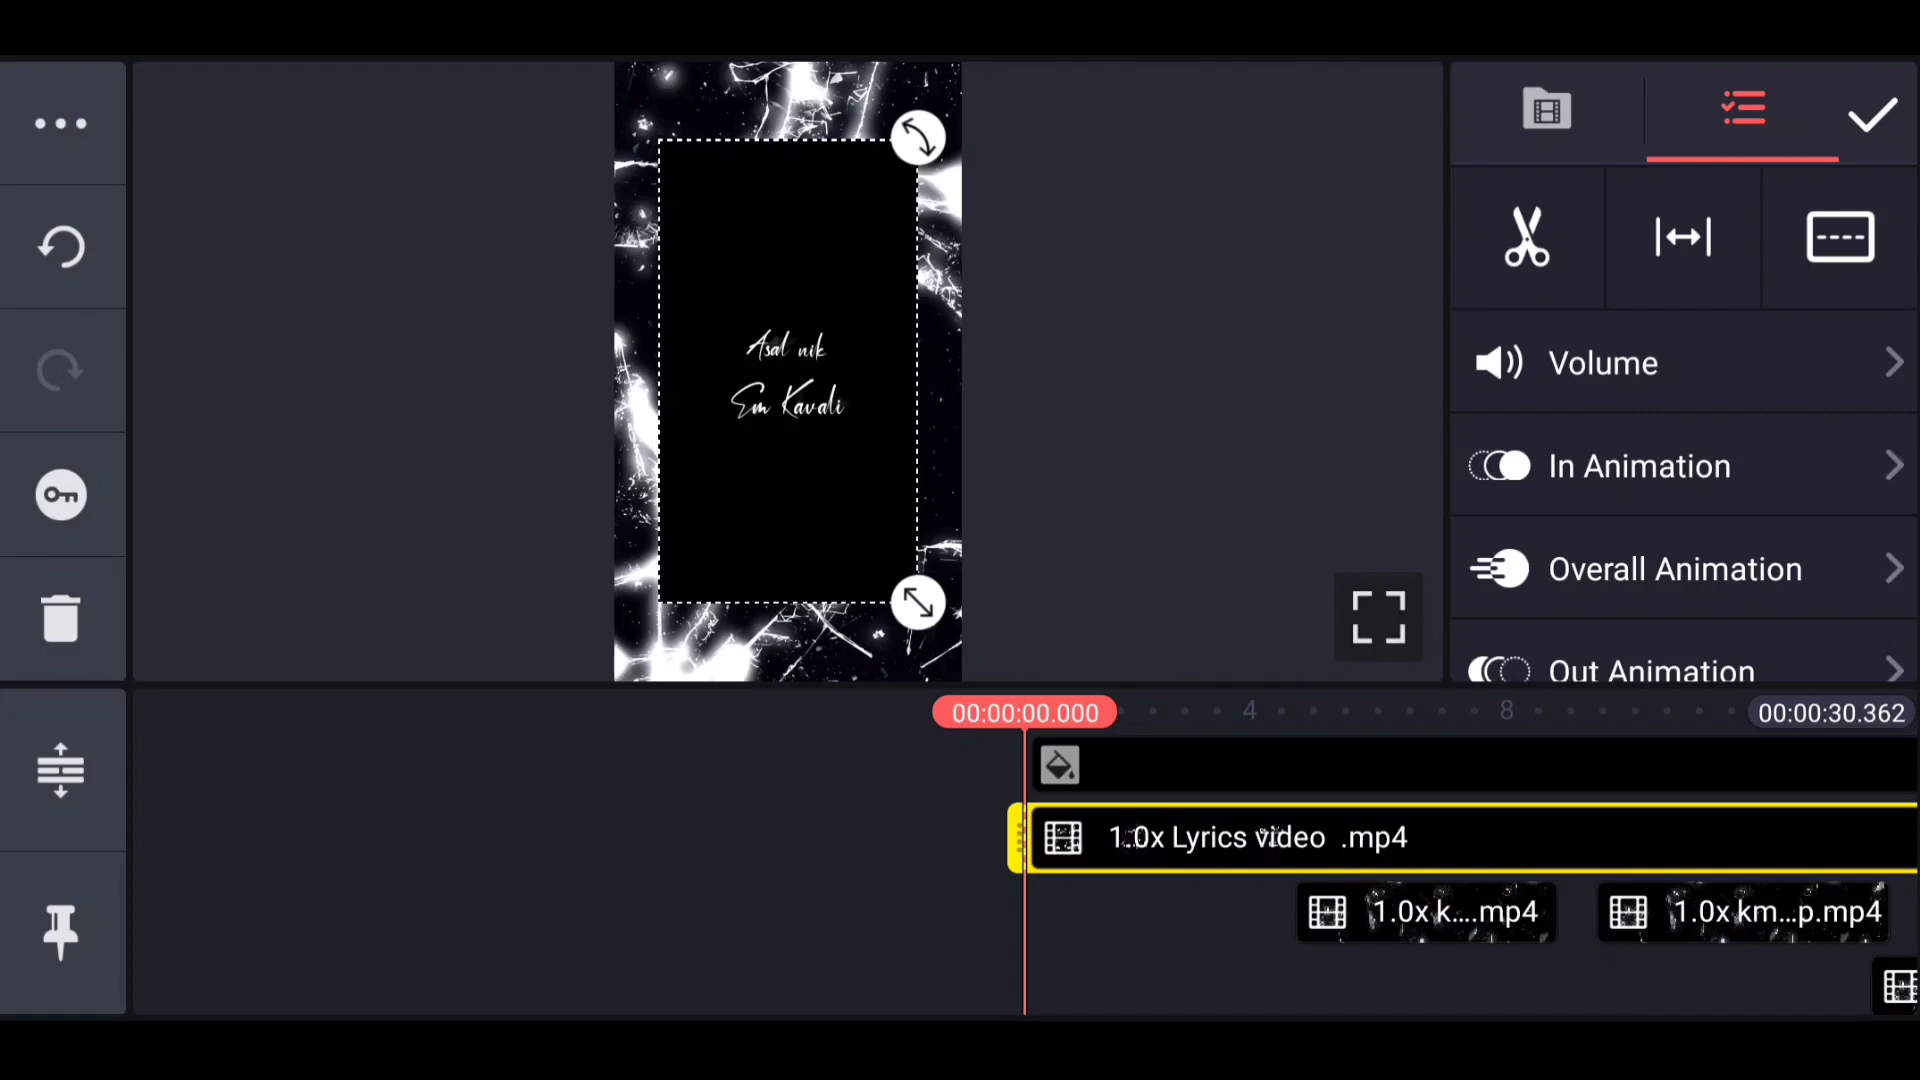 Asal nik
Em Kavali
Volume
In Animation
Overall Animation
Out Animation
00:00:00.000
4
8
00:00:30.362
1.0x Lyrics video .mp4
1.0x k....mp4
1.0x km...p.mp4